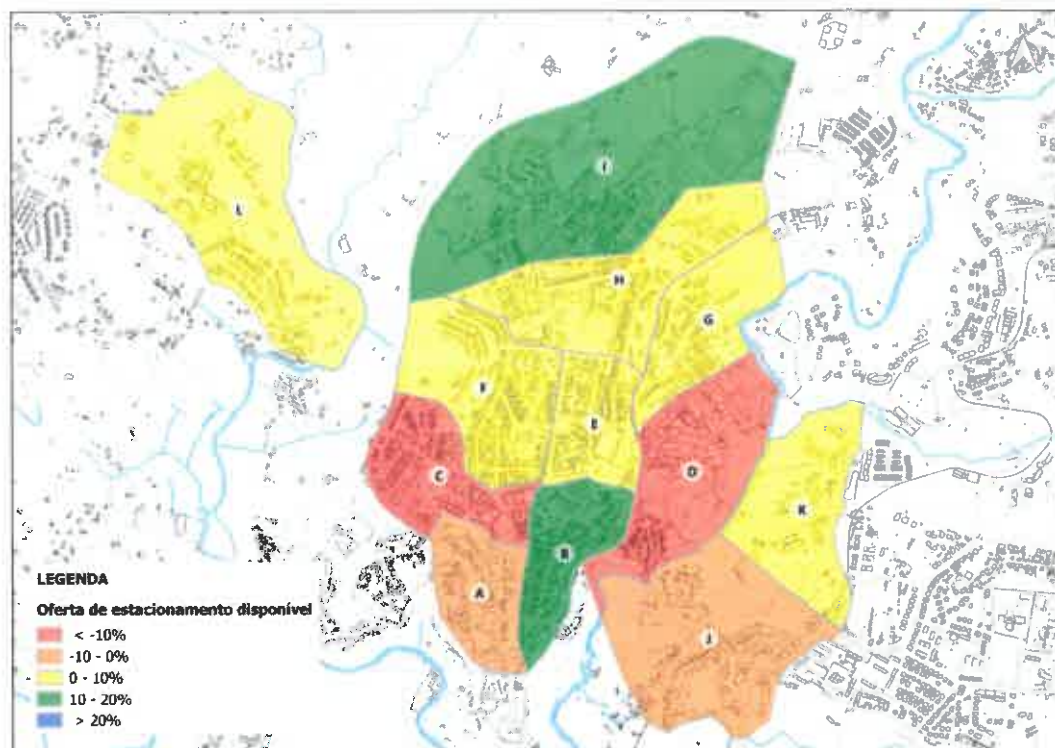 N
I
L
H
G
F
E
C
D
K
B
A
J
LEGENDA
Oferta de estacionamento disponível
< -10%
-10 - 0%
0 - 10%
10 - 20%
> 20%